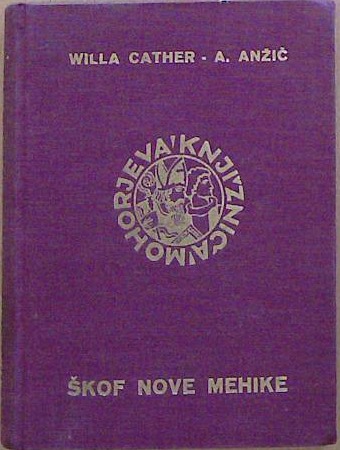 WILLA CATHER - A. ANŽIČ
MOHORJEVA KNJIŽNICA
ŠKOF NOVE MEHIKE